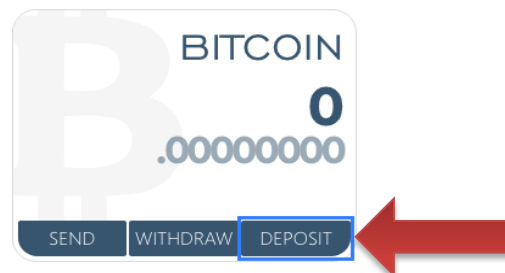 BITCOIN
0
.00000000
SEND WITHDRAW DEPOSIT